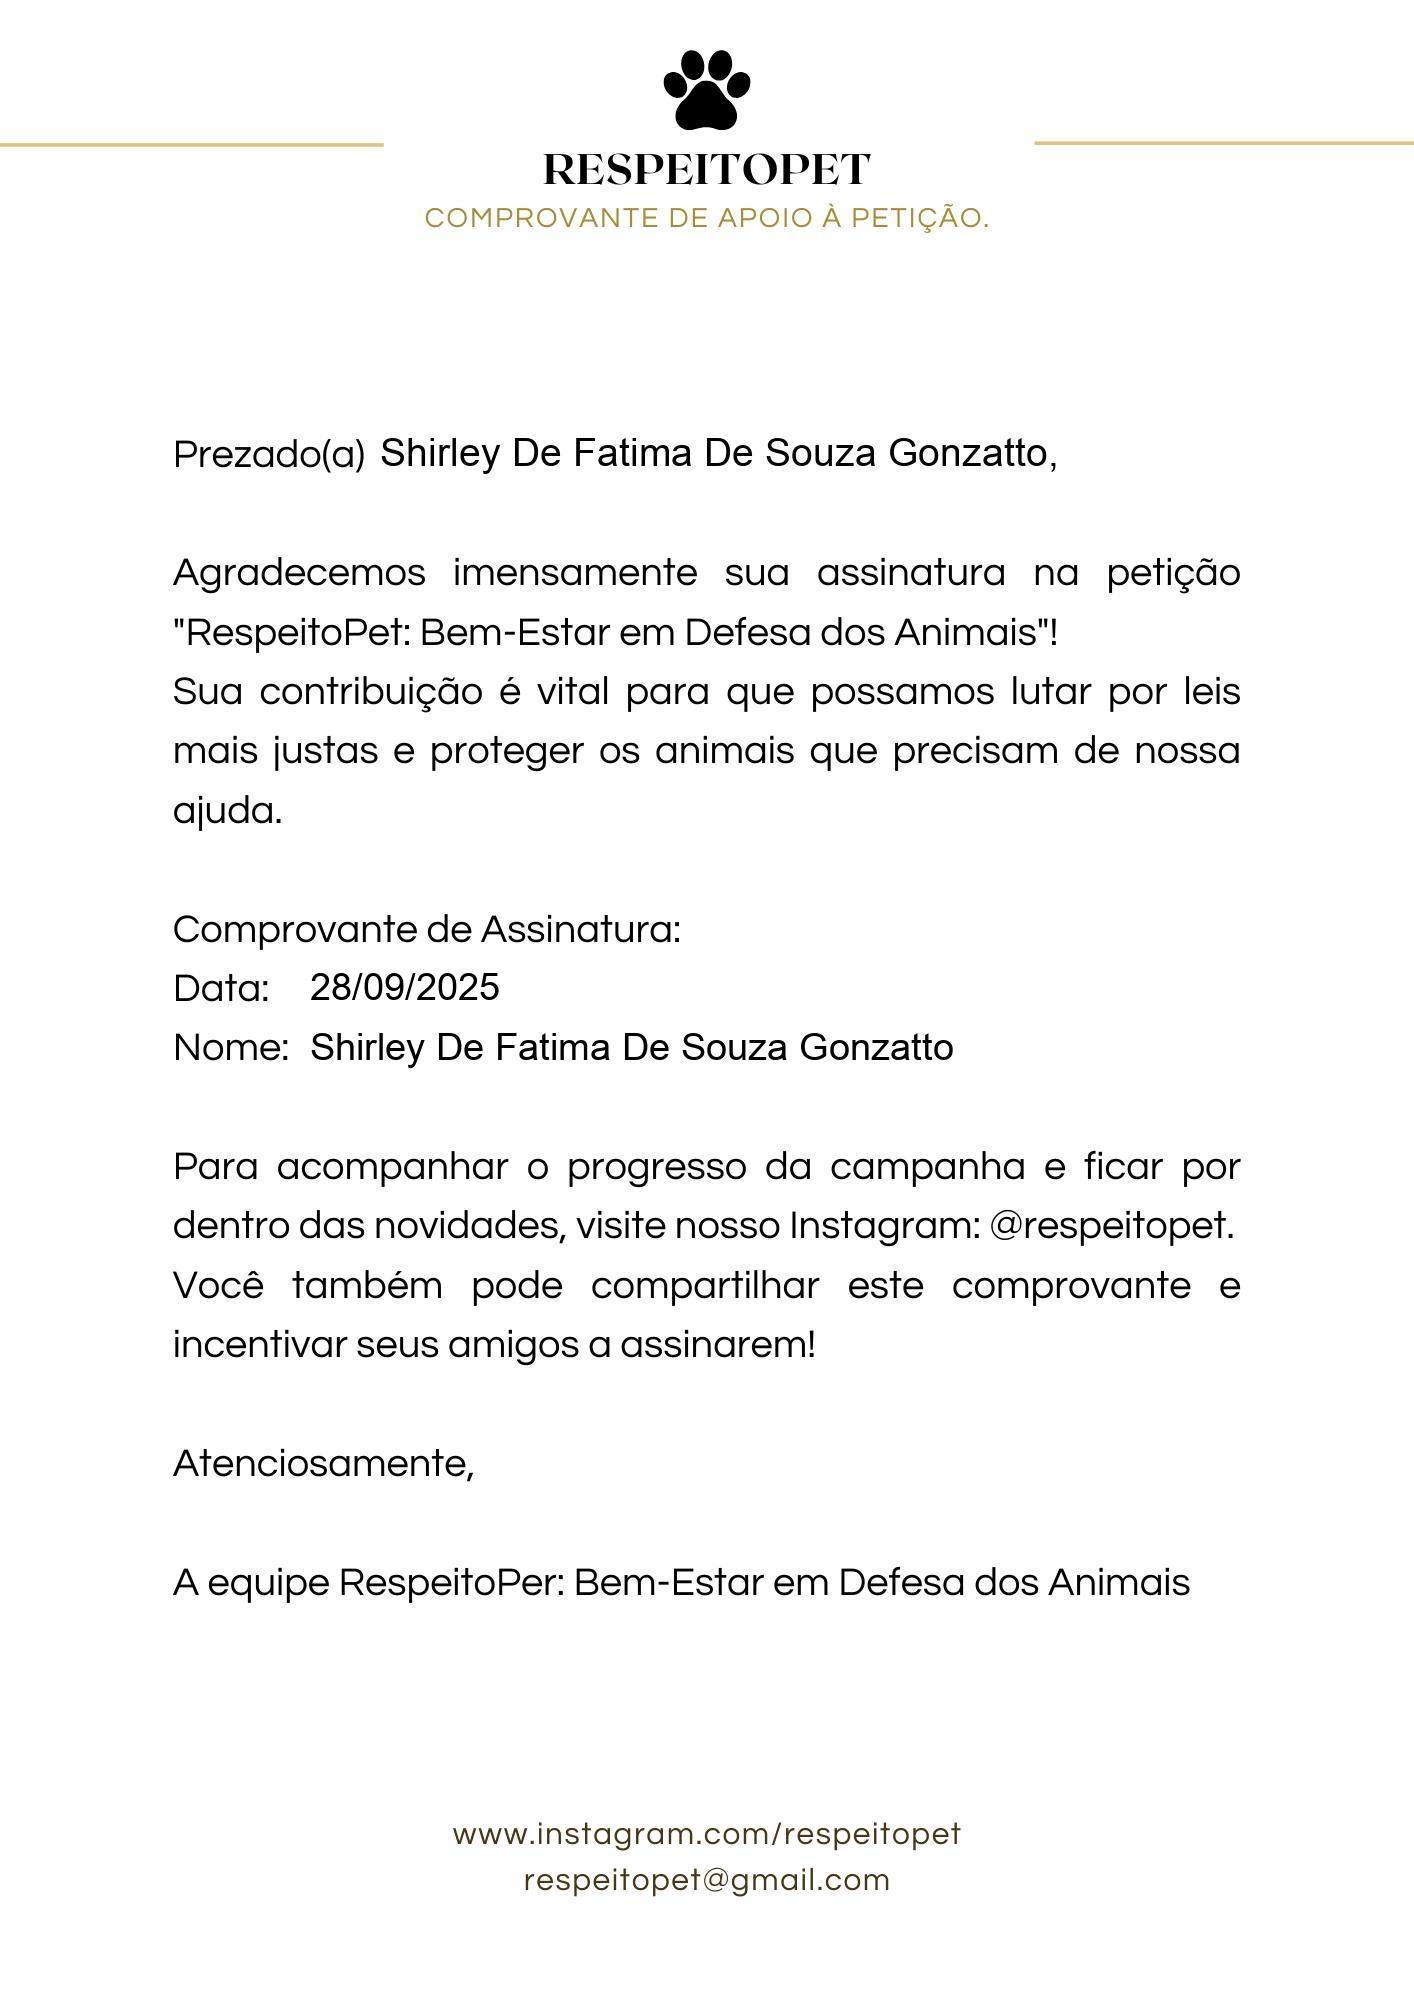 RESPEITOPET
COMPROVANTE DE APOIO À PETIÇÃO.
Prezado(a) Shirley De Fatima De Souza Gonzatto,
Agradecemos imensamente sua assinatura na petição
"RespeitoPet: Bem-Estar em Defesa dos Animais"!
Sua contribuição é vital para que possamos lutar por leis
mais justas e proteger os animais que precisam de nossa
ajuda.
Comprovante de Assinatura:
Data: 28/09/2025
Nome: Shirley De Fatima De Souza Gonzatto
Para acompanhar o progresso da campanha e ficar por
dentro das novidades, visite nosso Instagram: @respeitopet.
Você também pode compartilhar este comprovante e
incentivar seus amigos a assinarem!
Atenciosamente,
A equipe RespeitoPer: Bem-Estar em Defesa dos Animais
www.instagram.com/respeitopet
respeitopet@gmail.com